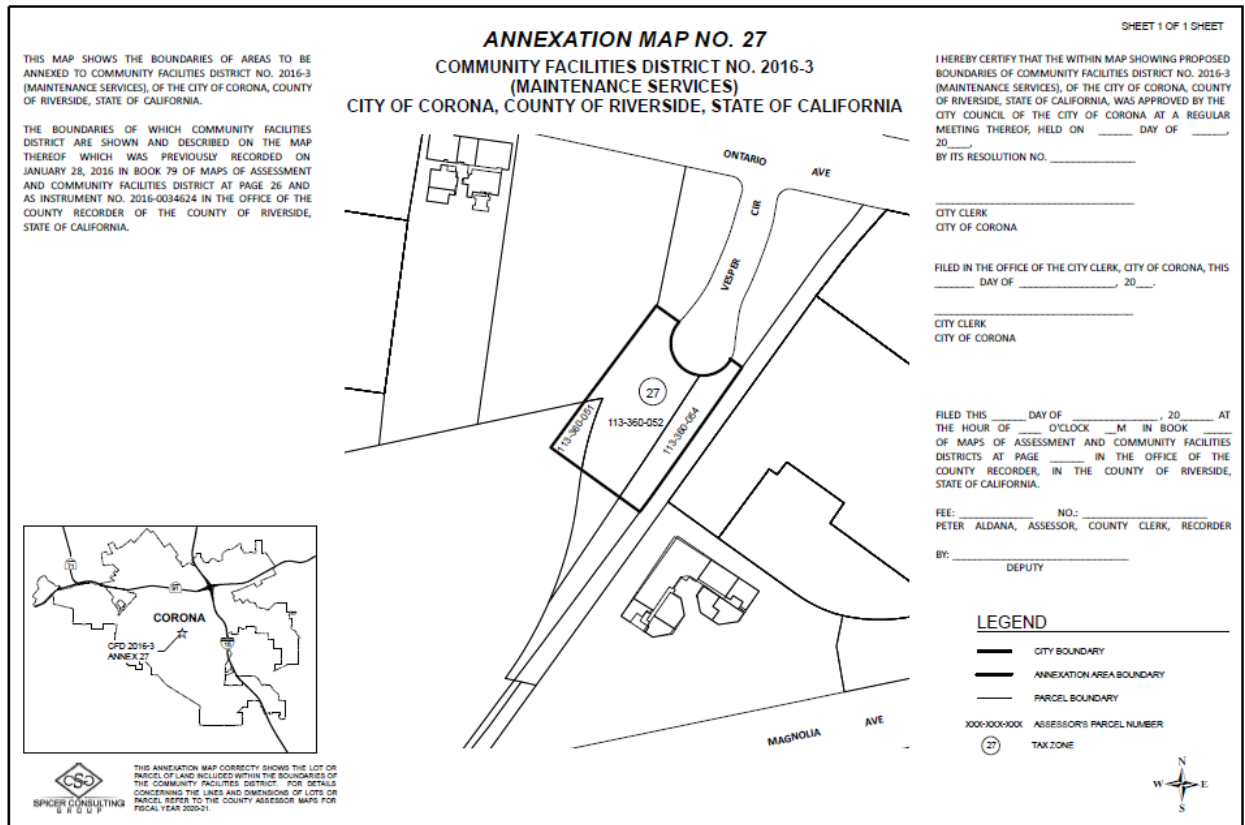 SHEET 1 OF 1 SHEET
ANNEXATION MAP NO. 27
COMMUNITY FACILITIES DISTRICT NO. 2016-3
(MAINTENANCE SERVICES)
CITY OF CORONA, COUNTY OF RIVERSIDE, STATE OF CALIFORNIA
THIS MAP SHOWS THE BOUNDARIES OF AREAS TO BE
ANNEXED TO COMMUNITY FACILITIES DISTRICT NO. 2016-3
(MAINTENANCE SERVICES), OF THE CITY OF CORONA, COUNTY
OF RIVERSIDE, STATE OF CALIFORNIA.
THE BOUNDARIES OF WHICH COMMUNITY FACILITIES
DISTRICT ARE SHOWN AND DESCRIBED ON THE MAP
THEREOF WHICH WAS PREVIOUSLY RECORDED ON
JANUARY 28, 2016 IN BOOK 79 OF MAPS OF ASSESSMENT
AND COMMUNITY FACILITIES DISTRICT AT PAGE 26 AND
AS INSTRUMENT NO. 2016-0034624 IN THE OFFICE OF THE
COUNTY RECORDER OF THE COUNTY OF RIVERSIDE,
STATE OF CALIFORNIA.
ONTARIO AVE
VESPER CIR
27
113-360-051
113-360-052
113-360-054
MAGNOLIA AVE
I HEREBY CERTIFY THAT THE WITHIN MAP SHOWING PROPOSED
BOUNDARIES OF COMMUNITY FACILITIES DISTRICT NO. 2016-3
(MAINTENANCE SERVICES), OF THE CITY OF CORONA, COUNTY
OF RIVERSIDE, STATE OF CALIFORNIA, WAS APPROVED BY THE
CITY COUNCIL OF THE CITY OF CORONA AT A REGULAR
MEETING THEREOF, HELD ON ______ DAY OF ______,
20____,
BY ITS RESOLUTION NO. _______________
CITY CLERK
CITY OF CORONA
FILED IN THE OFFICE OF THE CITY CLERK, CITY OF CORONA, THIS
_______ DAY OF _________________, 20___.
CITY CLERK
CITY OF CORONA
FILED THIS ______ DAY OF _______________, 20______ AT
THE HOUR OF ____ O'CLOCK __M IN BOOK _____
OF MAPS OF ASSESSMENT AND COMMUNITY FACILITIES
DISTRICTS AT PAGE ______ IN THE OFFICE OF THE
COUNTY RECORDER, IN THE COUNTY OF RIVERSIDE,
STATE OF CALIFORNIA.
FEE: _____________ NO.: ______________________
PETER ALDANA, ASSESSOR, COUNTY CLERK, RECORDER
BY: _______________________________
DEPUTY
LEGEND
CITY BOUNDARY
ANNEXATION AREA BOUNDARY
PARCEL BOUNDARY
XXX-XXX-XXX ASSESSOR'S PARCEL NUMBER
27 TAX ZONE
N
W E
S
71
91
15
CORONA
CFD 2016-3
ANNEX 27
CSG
SPICER CONSULTING
GROUP
THIS ANNEXATION MAP CORRECTY SHOWS THE LOT OR
PARCEL OF LAND INCLUDED WITHIN THE BOUNDARIES OF
THE COMMUNITY FACILITIES DISTRICT. FOR DETAILS
CONCERNING THE LINES AND DIMENSIONS OF LOTS OR
PARCEL REFER TO THE COUNTY ASSESSOR MAPS FOR
FISCAL YEAR 2020-21.